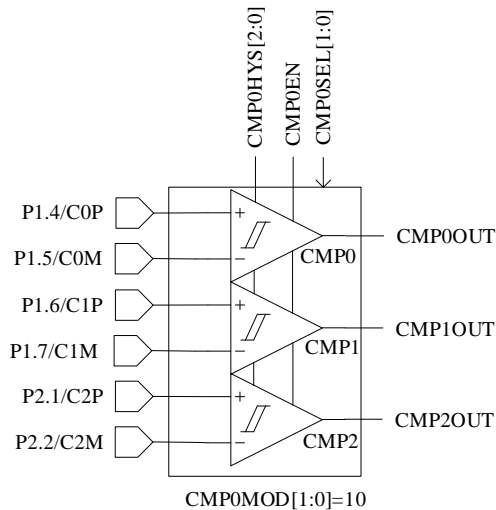 CMP0HYS[2:0]
CMP0EN
CMP0SEL[1:0]
P1.4/C0P
+
CMP0OUT
P1.5/C0M
−
CMP0
P1.6/C1P
+
CMP1OUT
P1.7/C1M
−
CMP1
P2.1/C2P
+
CMP2OUT
P2.2/C2M
−
CMP2
CMP0MOD[1:0]=10